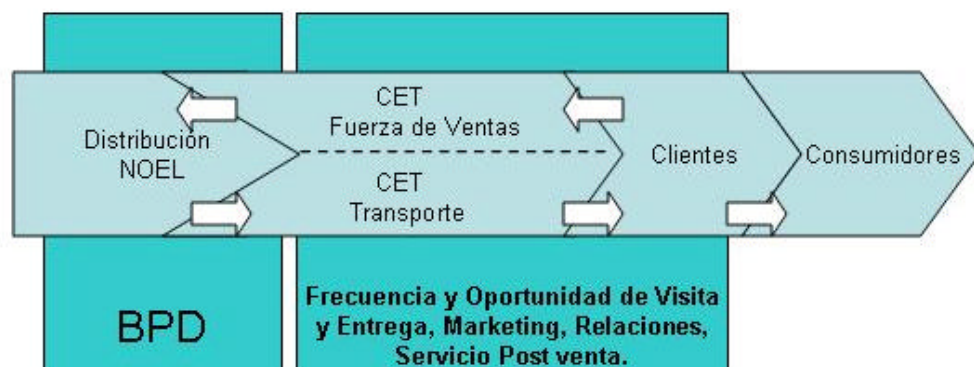 Distribución
NOEL
CET
Fuerza de Ventas
CET
Transporte
Clientes
Consumidores
BPD
Frecuencia y Oportunidad de Visita
y Entrega, Marketing, Relaciones,
Servicio Post venta.